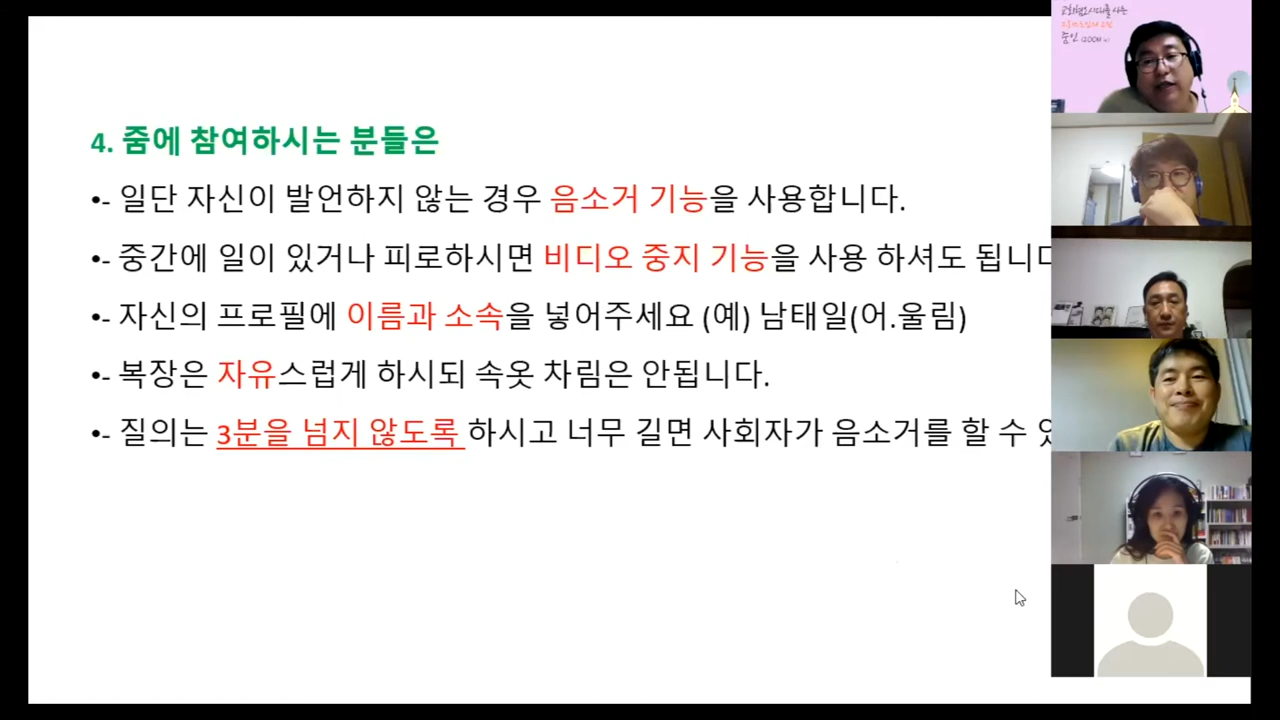 4. 줌에 참여하시는 분들은
•- 일단 자신이 발언하지 않는 경우 음소거 기능을 사용합니다.
•- 중간에 일이 있거나 피로하시면 비디오 중지 기능을 사용 하셔도 됩니다
•- 자신의 프로필에 이름과 소속을 넣어주세요 (예) 남태일(어.울림)
•- 복장은 자유스럽게 하시되 속옷 차림은 안됩니다.
•- 질의는 3분을 넘지 않도록 하시고 너무 길면 사회자가 음소거를 할 수 있
줌인 (ZOOM in)